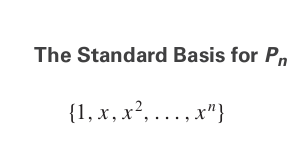 The Standard Basis for Pₙ
{1, x, x², . . . , xⁿ}